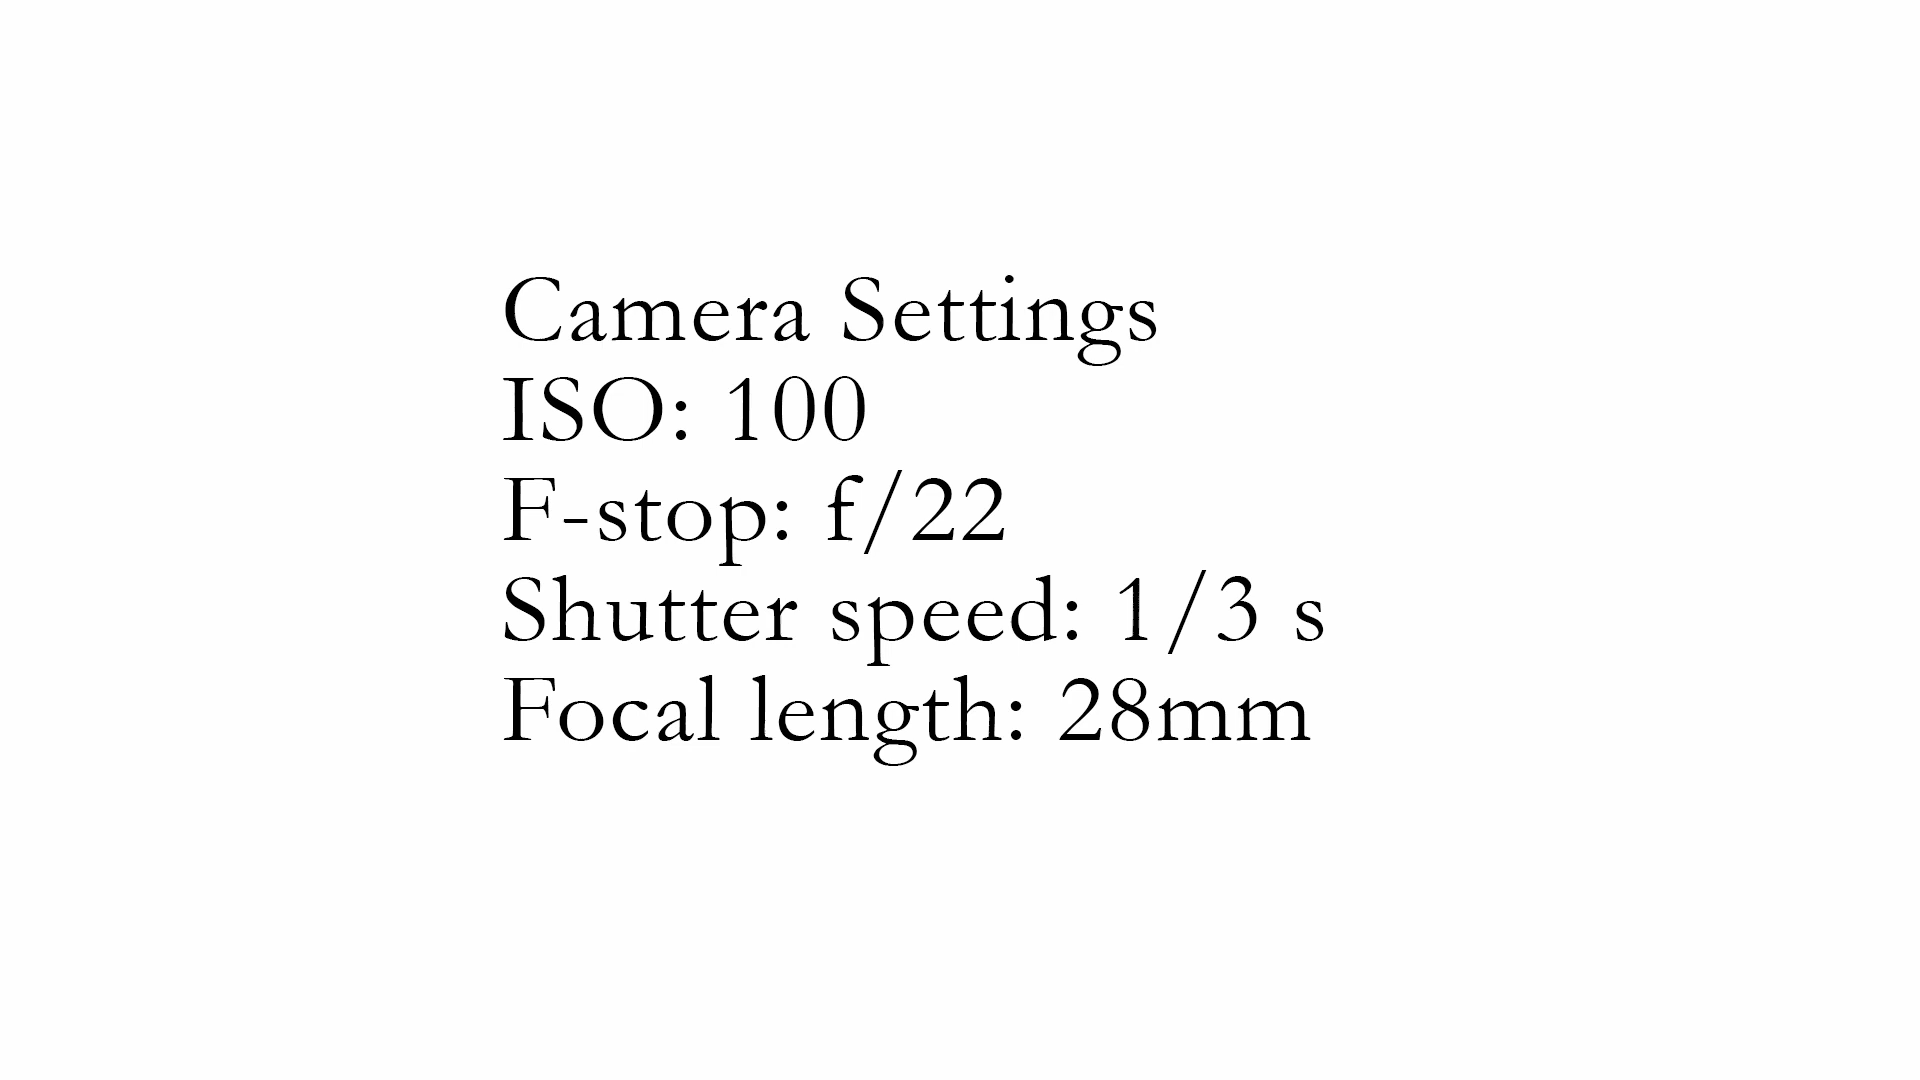 Camera Settings
ISO: 100
F-stop: f/22
Shutter speed: 1/3 s
Focal length: 28mm